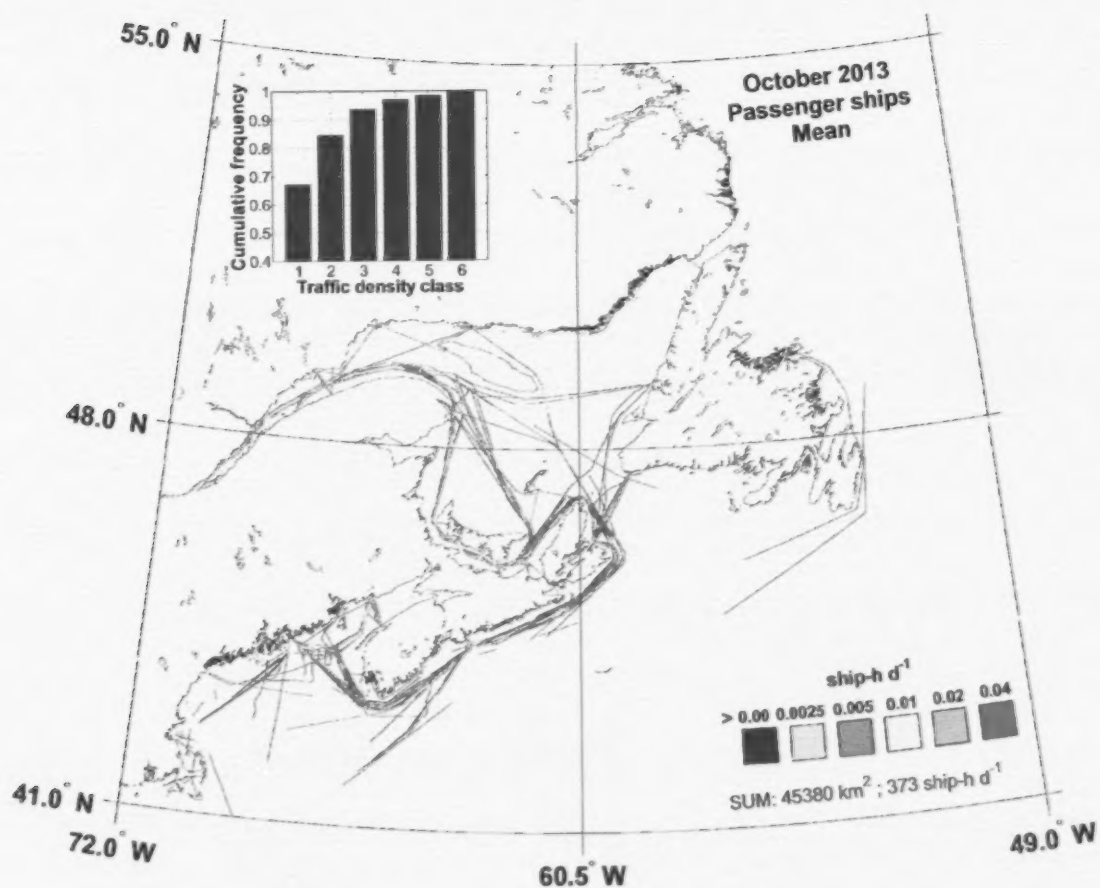 55.0° N
October 2013
Passenger ships
Mean
Cumulative frequency
1
0.9
0.8
0.7
0.6
0.5
0.4
1 2 3 4 5 6
Traffic density class
48.0° N
ship-h d⁻¹
> 0.00 0.0025 0.005 0.01 0.02 0.04
SUM: 45380 km² ; 373 ship-h d⁻¹
41.0° N
72.0° W
60.5° W
49.0° W